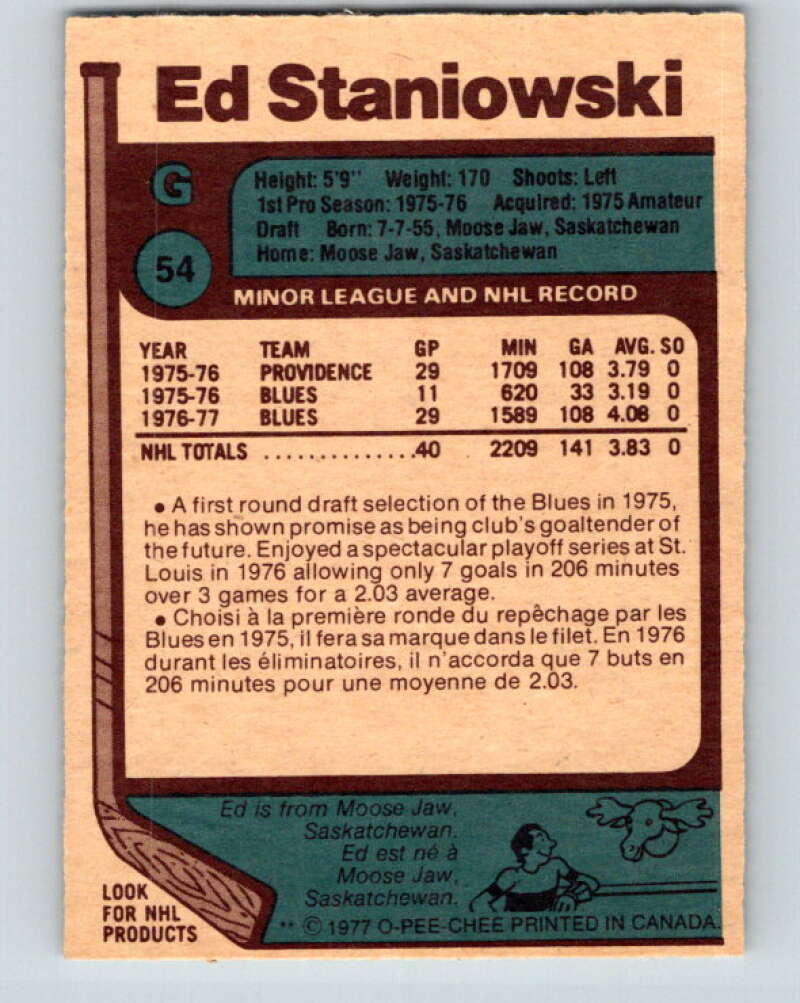 Ed Staniowski
G
54
Height: 5'9" Weight: 170 Shoots: Left
1st Pro Season: 1975-76 Acquired: 1975 Amateur
Draft Born: 7-7-55, Moose Jaw, Saskatchewan
Home: Moose Jaw, Saskatchewan
MINOR LEAGUE AND NHL RECORD
YEAR TEAM GP MIN GA AVG. SO
1975-76 PROVIDENCE 29 1709 108 3.79 0
1975-76 BLUES 11 620 33 3.19 0
1976-77 BLUES 29 1589 108 4.08 0
NHL TOTALS ..............40 2209 141 3.83 0
• A first round draft selection of the Blues in 1975,
he has shown promise as being club's goaltender of
the future. Enjoyed a spectacular playoff series at St.
Louis in 1976 allowing only 7 goals in 206 minutes
over 3 games for a 2.03 average.
• Choisi à la première ronde du repêchage par les
Blues en 1975, il fera sa marque dans le filet. En 1976
durant les éliminatoires, il n'accorda que 7 buts en
206 minutes pour une moyenne de 2.03.
Ed is from Moose Jaw,
Saskatchewan.
Ed est né à
Moose Jaw,
Saskatchewan.
LOOK
FOR NHL
PRODUCTS
** © 1977 O-PEE-CHEE PRINTED IN CANADA.